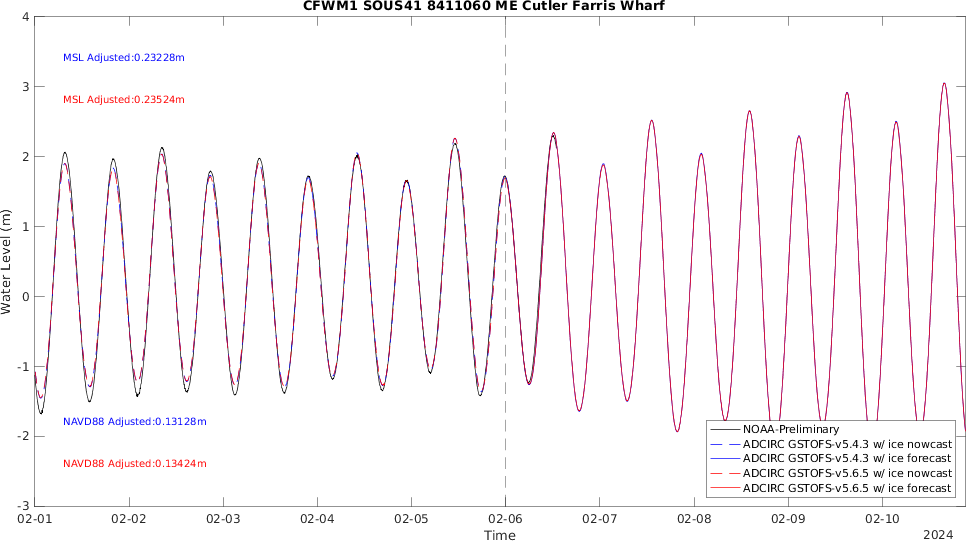 CFWM1 SOUS41 8411060 ME Cutler Farris Wharf
4
MSL Adjusted:0.23228m
3
MSL Adjusted:0.23524m
2
1
Water Level (m)
0
-1
NAVD88 Adjusted:0.13128m
-2
NAVD88 Adjusted:0.13424m
-3
NOAA-Preliminary
ADCIRC GSTOFS-v5.4.3 w/ ice nowcast
ADCIRC GSTOFS-v5.4.3 w/ ice forecast
ADCIRC GSTOFS-v5.6.5 w/ ice nowcast
ADCIRC GSTOFS-v5.6.5 w/ ice forecast
02-01 02-02 02-03 02-04 02-05 02-06 02-07 02-08 02-09 02-10
Time
2024